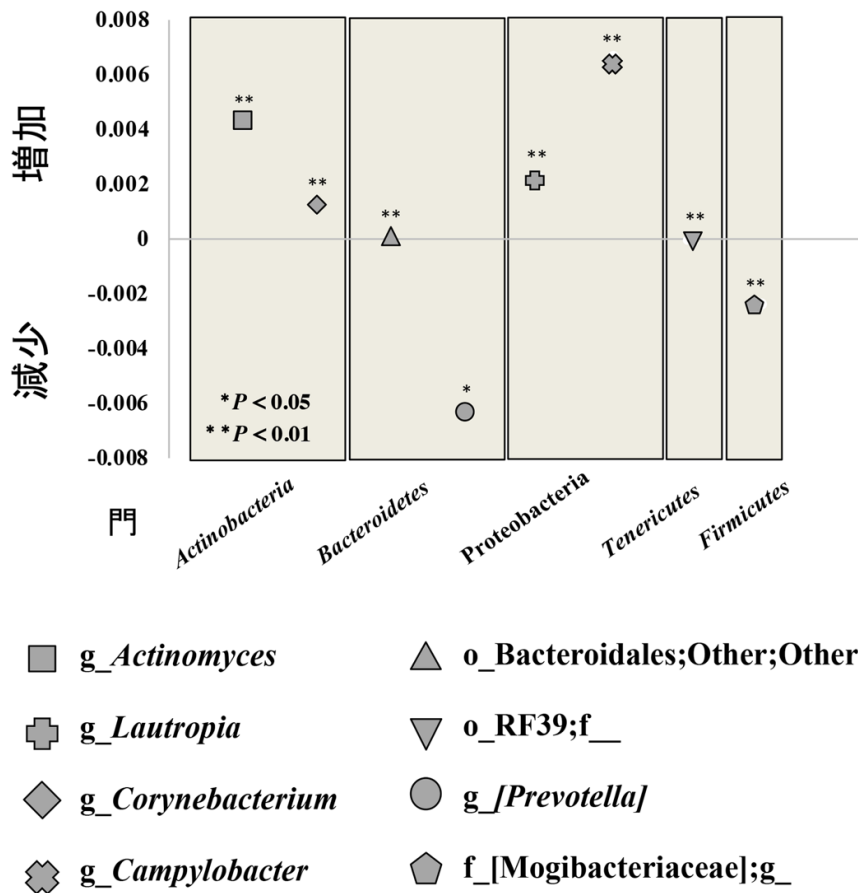 0.008
**
0.006
**
増加
0.004
**
**
0.002
**
**
0
**
-0.002
減少
-0.004
*
-0.006
*P < 0.05
**P < 0.01
-0.008
門
Actinobacteria
Bacteroidetes
Proteobacteria
Tenericutes
Firmicutes
g_Actinomyces
o_Bacteroidales;Other;Other
g_Lautropia
o_RF39;f__
g_Corynebacterium
g_[Prevotella]
g_Campylobacter
f_[Mogibacteriaceae];g_